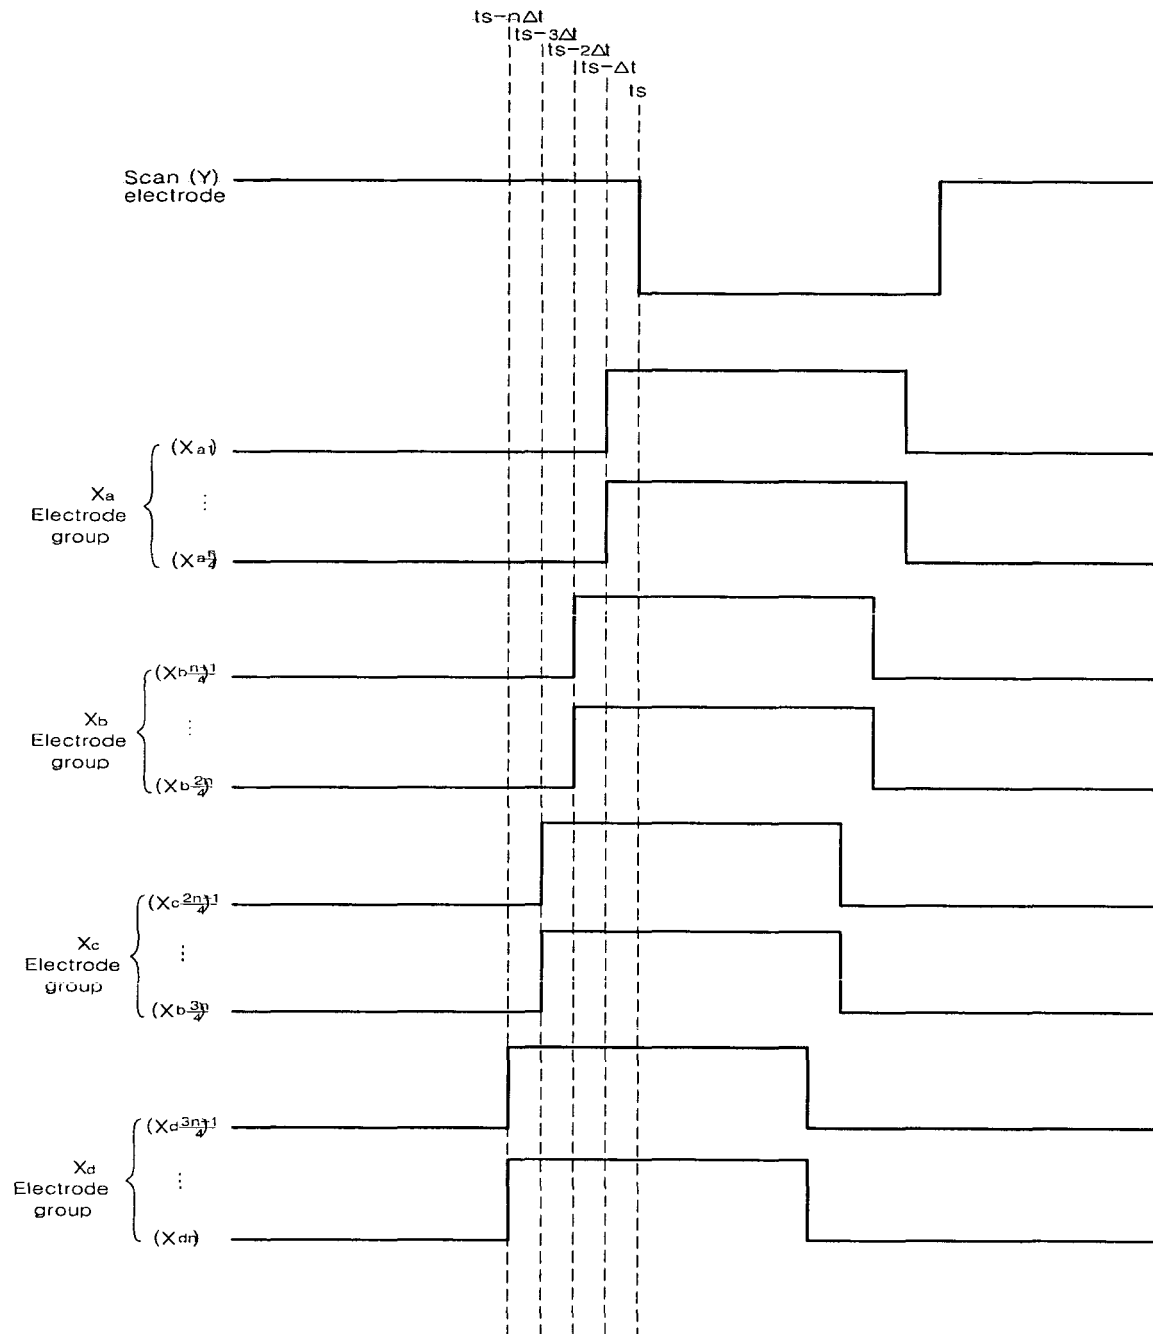 ts-nΔt
ts-3Δt
ts-2Δt
ts-Δt
ts
Scan (Y)
electrode
(Xa1)
Xa
Electrode
group
⋮
(Xa n/4)
(Xb n+1/4)
Xb
Electrode
group
⋮
(Xb 2n/4)
(Xc 2n+1/4)
Xc
Electrode
group
⋮
(Xb 3n/4)
(Xd 3n+1/4)
Xd
Electrode
group
⋮
(Xdn)